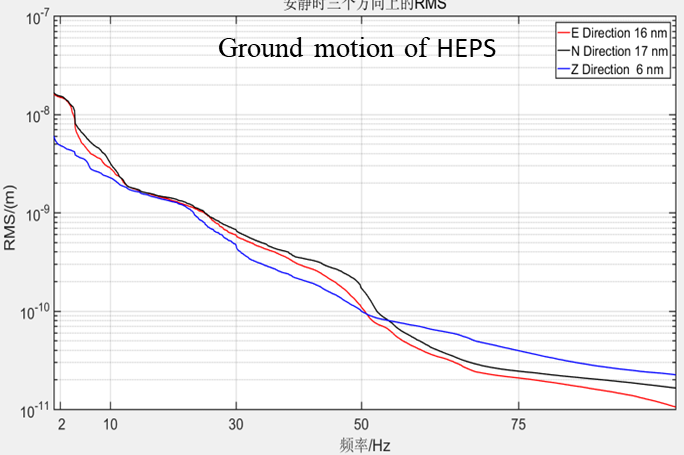 安静时三个方向上的RMS
Ground motion of HEPS
E Direction 16 nm
N Direction 17 nm
Z Direction 6 nm
RMS/(m)
10-7
10-8
10-9
10-10
10-11
2 10 30 50 75
频率/Hz